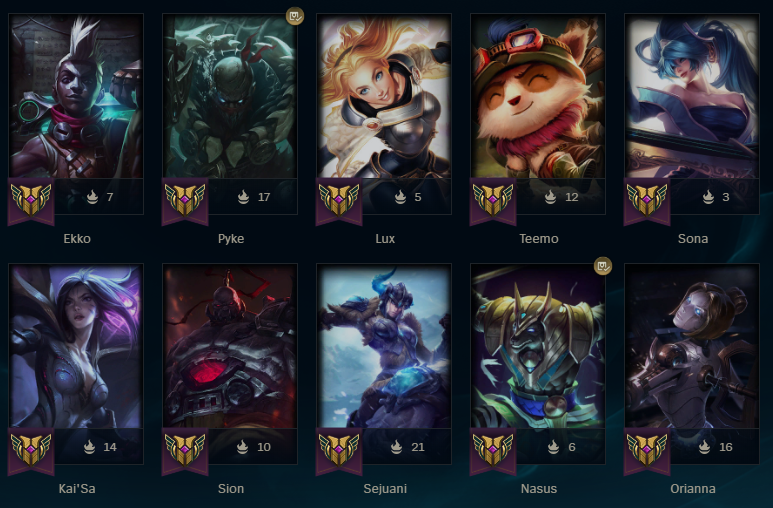 7
17
5
12
3
Ekko
Pyke
Lux
Teemo
Sona
14
10
21
6
16
Kai'Sa
Sion
Sejuani
Nasus
Orianna